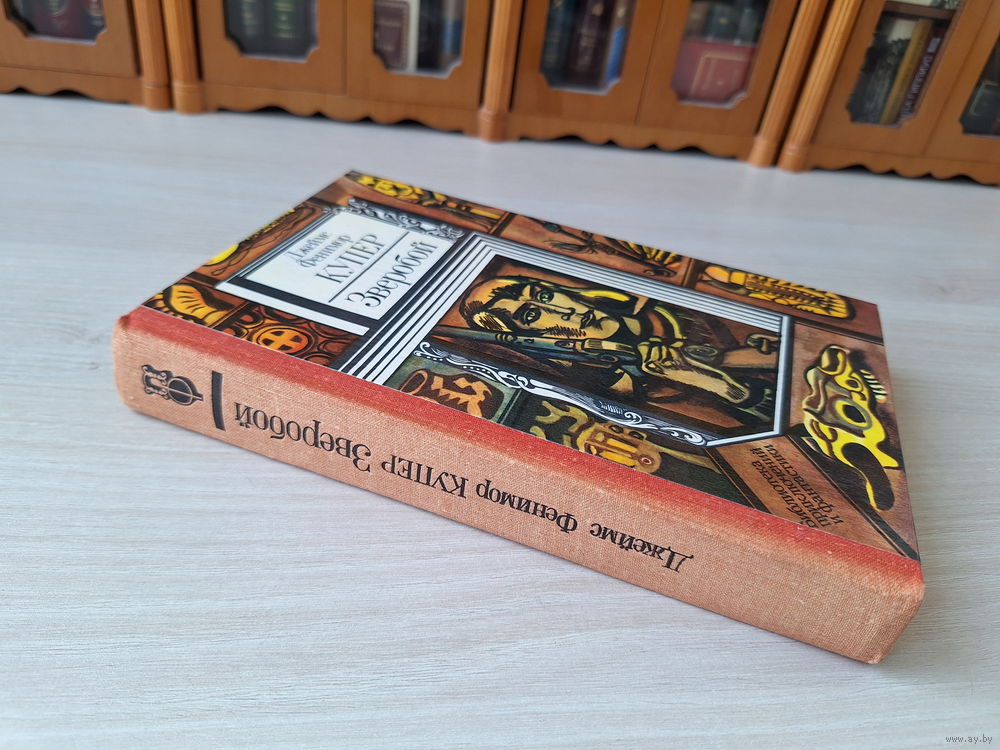 Джеймс
фенимор
КУПЕР
Зверобой
Библиотека
приключений
и фантастики
Джеймс Фенимор КУПЕР Зверобой
www.ay.by